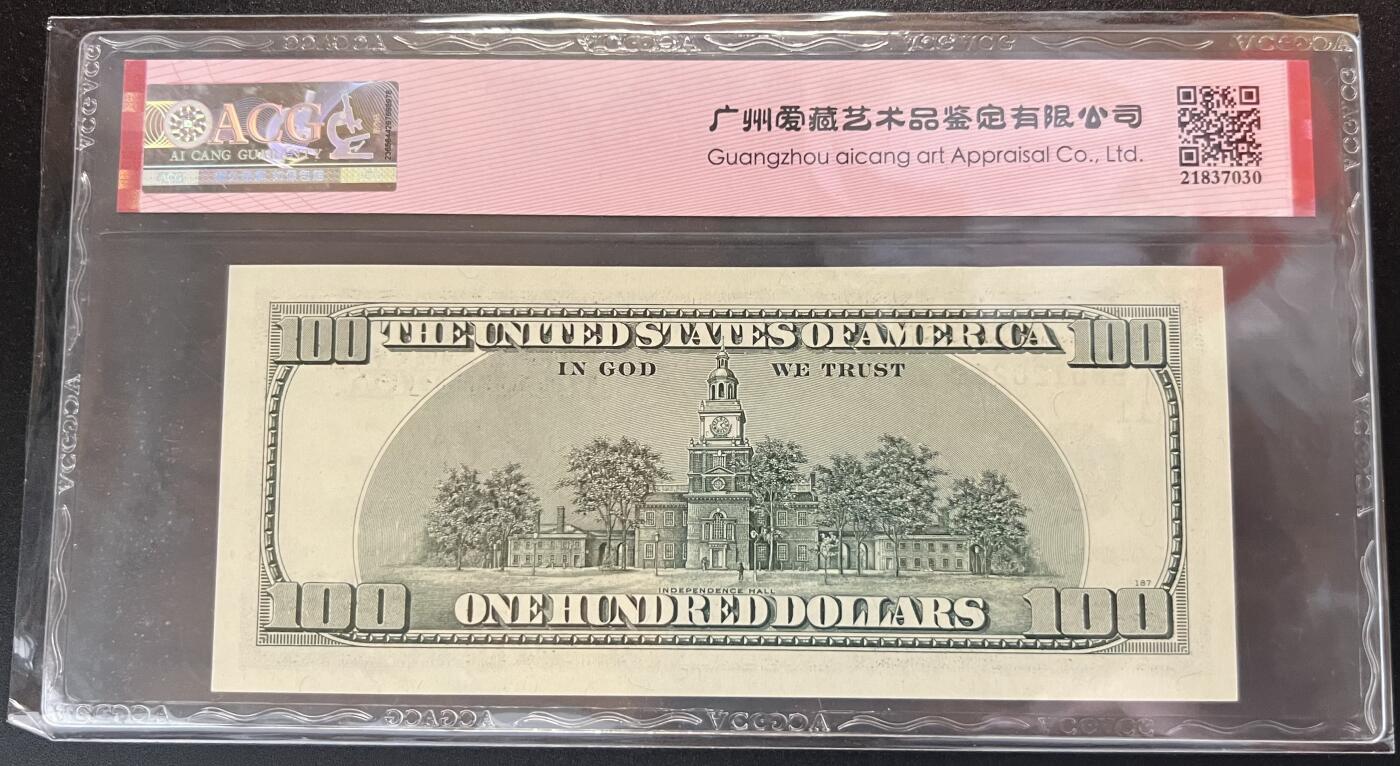 ACG
AI CANG GUARANTY
广州爱藏艺术品鉴定有限公司
Guangzhou aicang art Appraisal Co., Ltd.
21837030
100 THE UNITED STATES OF AMERICA 100
IN GOD WE TRUST
187
INDEPENDENCE HALL
100 ONE HUNDRED DOLLARS 100